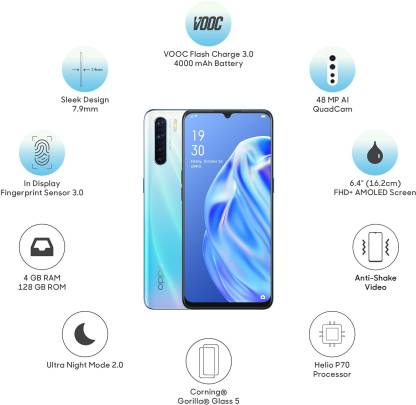 VOOC
VOOC Flash Charge 3.0
4000 mAh Battery
Sleek Design
7.9mm
48 MP AI
QuadCam
In Display
Fingerprint Sensor 3.0
6.4" (16.2cm)
FHD+ AMOLED Screen
19
30
oppo
4 GB RAM
128 GB ROM
Anti-Shake
Video
Ultra Night Mode 2.0
Helio P70
Processor
Corning®
Gorilla® Glass 5